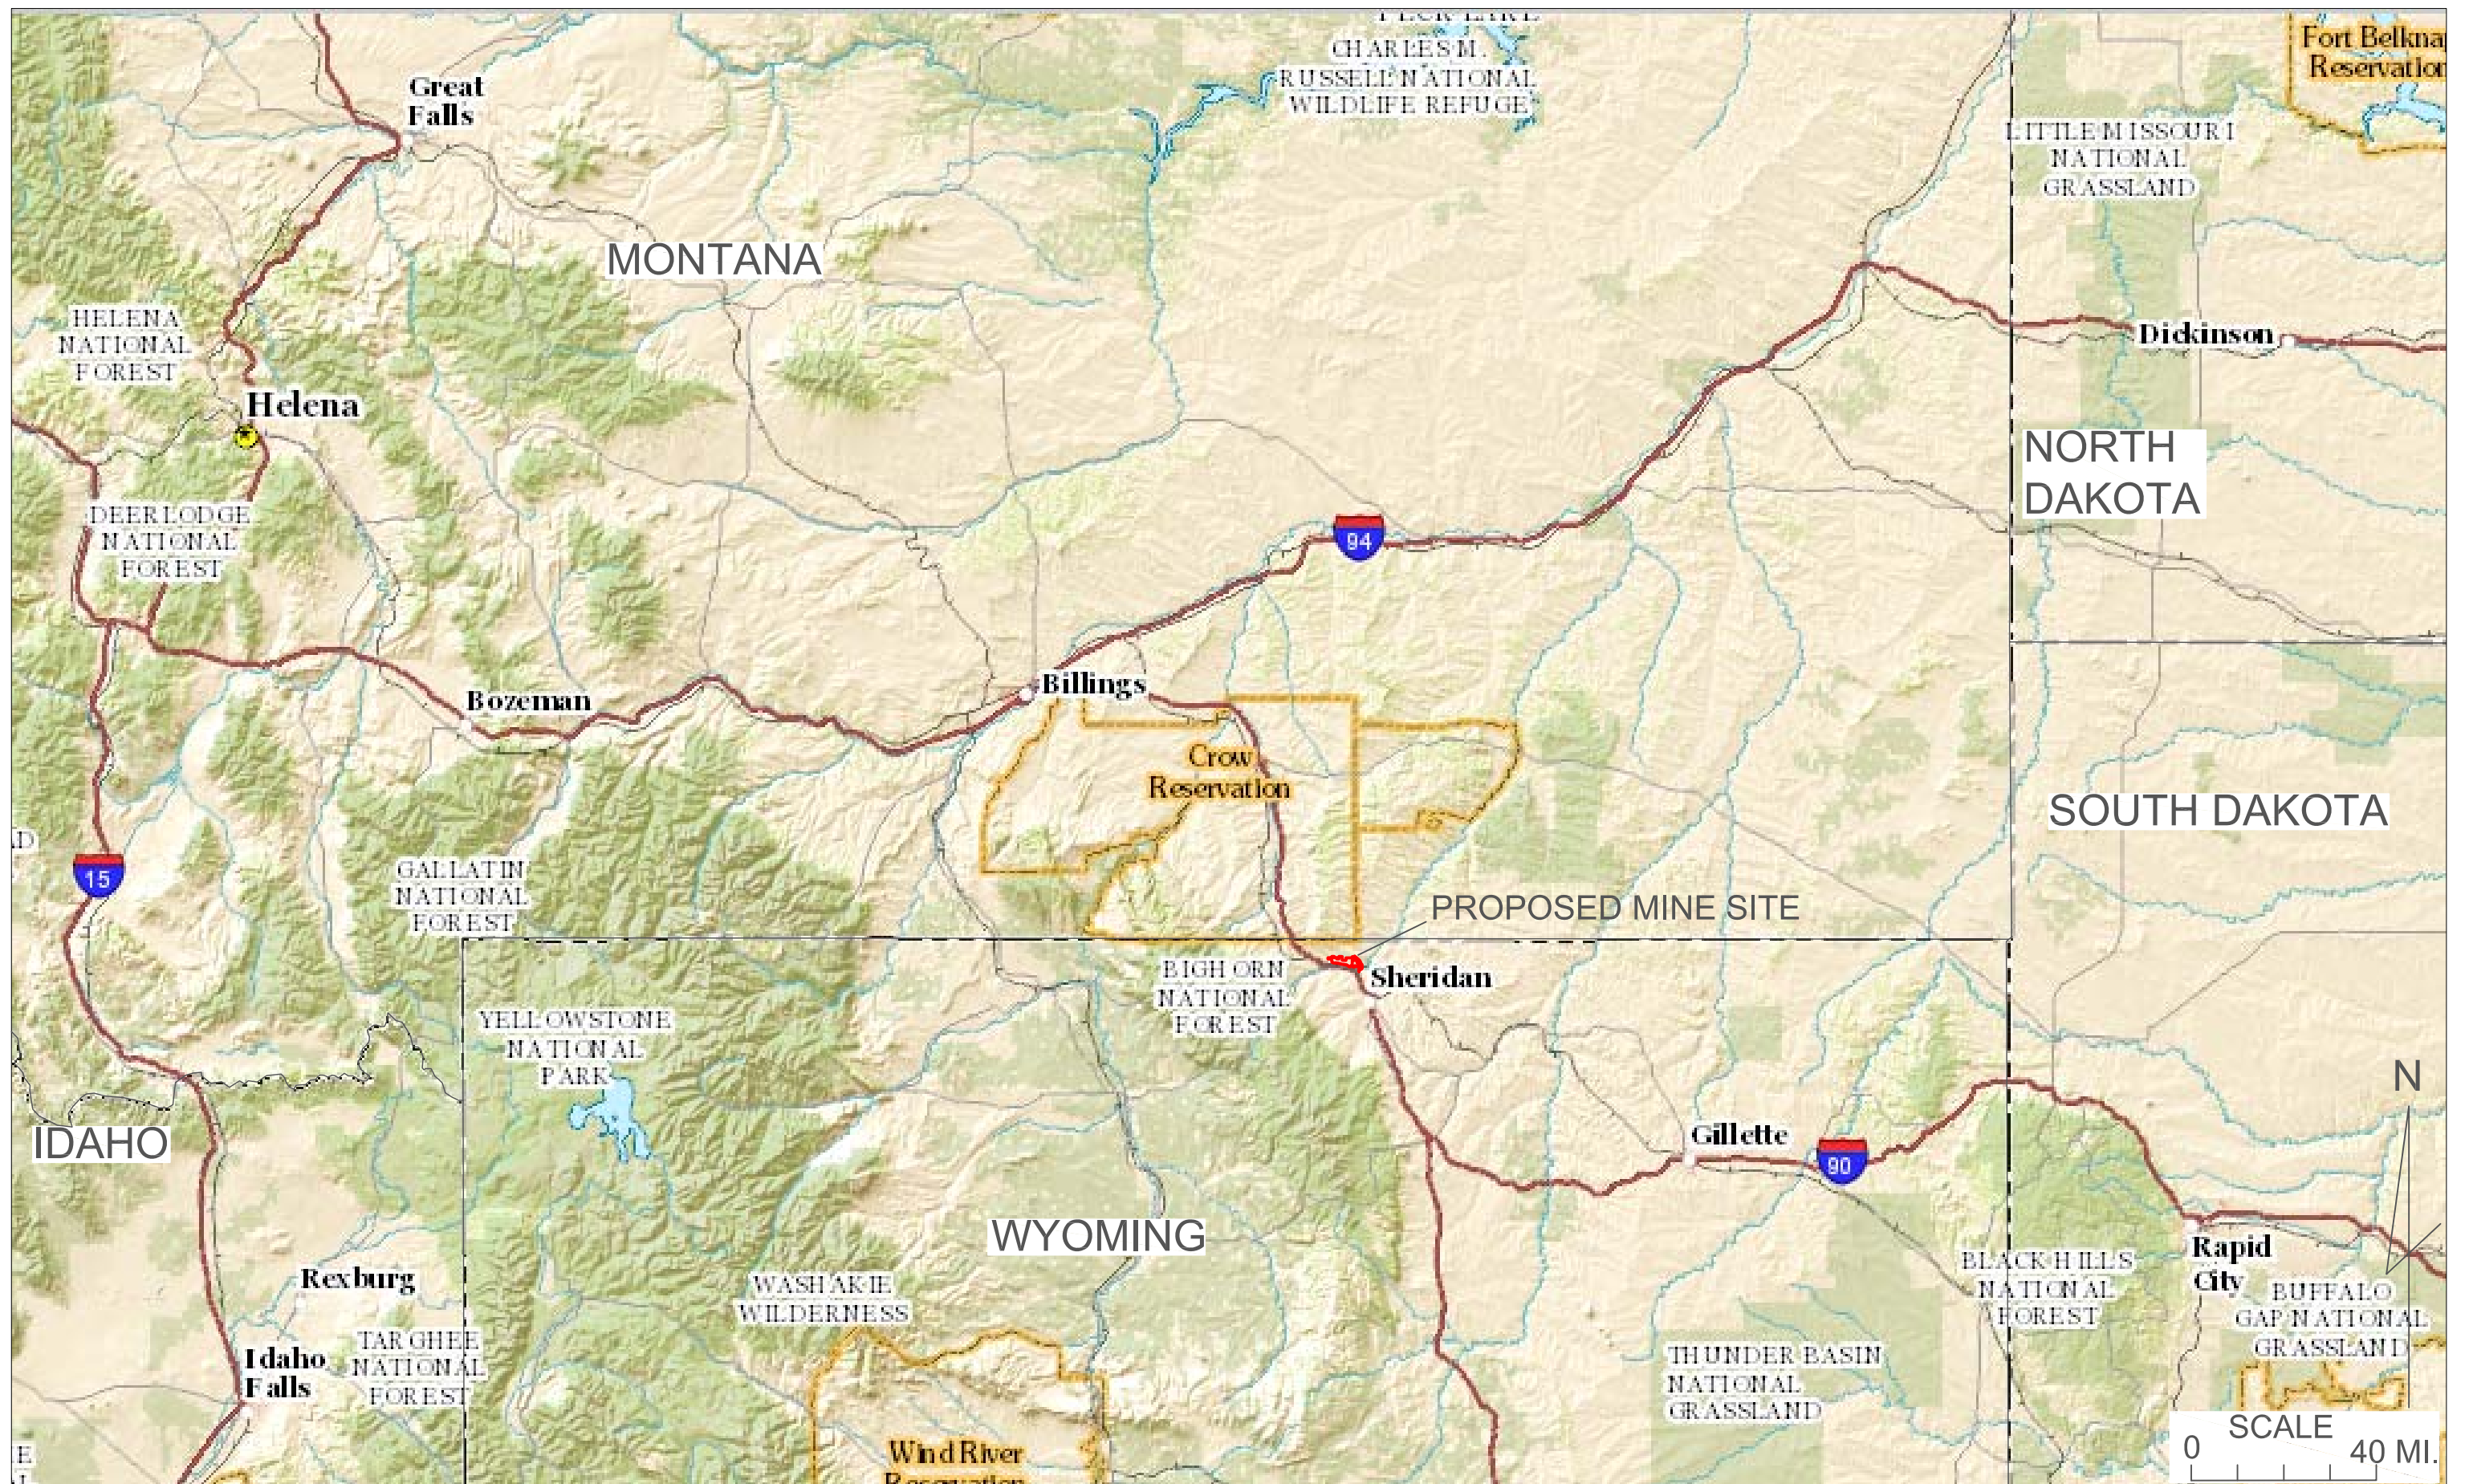 CHARLES M.
RUSSELL NATIONAL
WILDLIFE REFUGE
Fort Belknap
Reservation
Great
Falls
LITTLE MISSOURI
NATIONAL
GRASSLAND
MONTANA
HELENA
NATIONAL
FOREST
Dickinson
Helena
NORTH
DAKOTA
DEERLODGE
NATIONAL
FOREST
94
Billings
Bozeman
Crow
Reservation
SOUTH DAKOTA
15
GALLATIN
NATIONAL
FOREST
PROPOSED MINE SITE
BIGHORN
NATIONAL
FOREST
Sheridan
YELLOWSTONE
NATIONAL
PARK
N
IDAHO
Gillette
90
WYOMING
Rapid
City
BLACK HILLS
NATIONAL
FOREST
Rexburg
WASHAKIE
WILDERNESS
BUFFALO
GAP NATIONAL
GRASSLAND
Idaho
Falls
TARGHEE
NATIONAL
FOREST
THUNDER BASIN
NATIONAL
GRASSLAND
Wind River
Reservation
SCALE
0 40 MI.